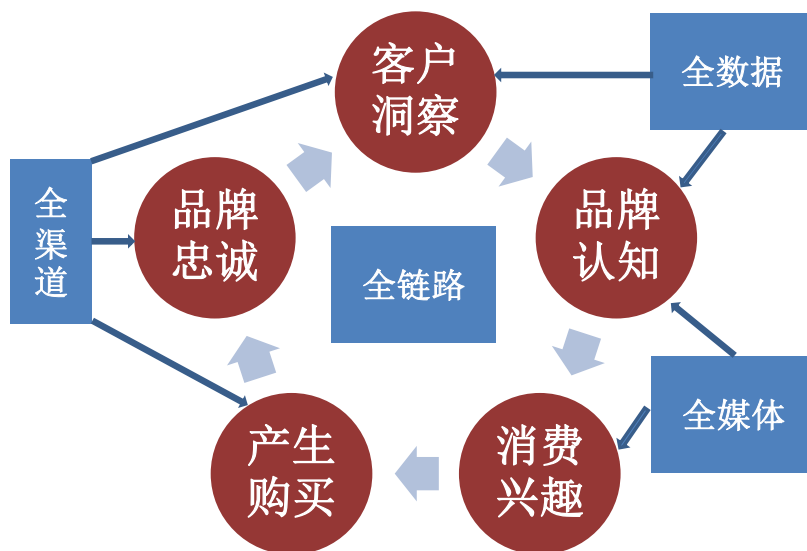 客户
洞察
全数据
全
渠
道
品牌
忠诚
品牌
认知
全链路
全媒体
产生
购买
消费
兴趣